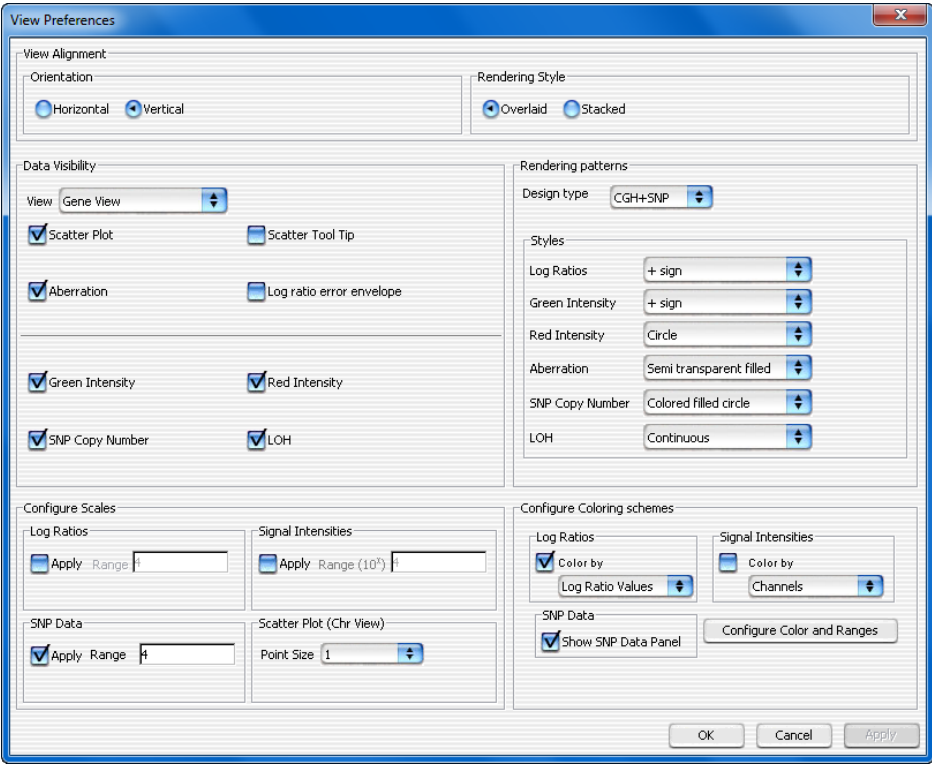 View Preferences
View Alignment
Orientation
Horizontal Vertical
Rendering Style
Overlaid Stacked
Data Visibility
View Gene View
Scatter Plot Scatter Tool Tip
Aberration Log ratio error envelope
Green Intensity Red Intensity
SNP Copy Number LOH
Rendering patterns
Design type CGH+SNP
Styles
Log Ratios + sign
Green Intensity + sign
Red Intensity Circle
Aberration Semi transparent filled
SNP Copy Number Colored filled circle
LOH Continuous
Configure Scales
Log Ratios
Apply Range 4
Signal Intensities
Apply Range (10ˣ) 4
SNP Data
Apply Range 4
Scatter Plot (Chr View)
Point Size 1
Configure Coloring schemes
Log Ratios
Color by
Log Ratio Values
Signal Intensities
Color by
Channels
SNP Data
Show SNP Data Panel
Configure Color and Ranges
OK Cancel Apply